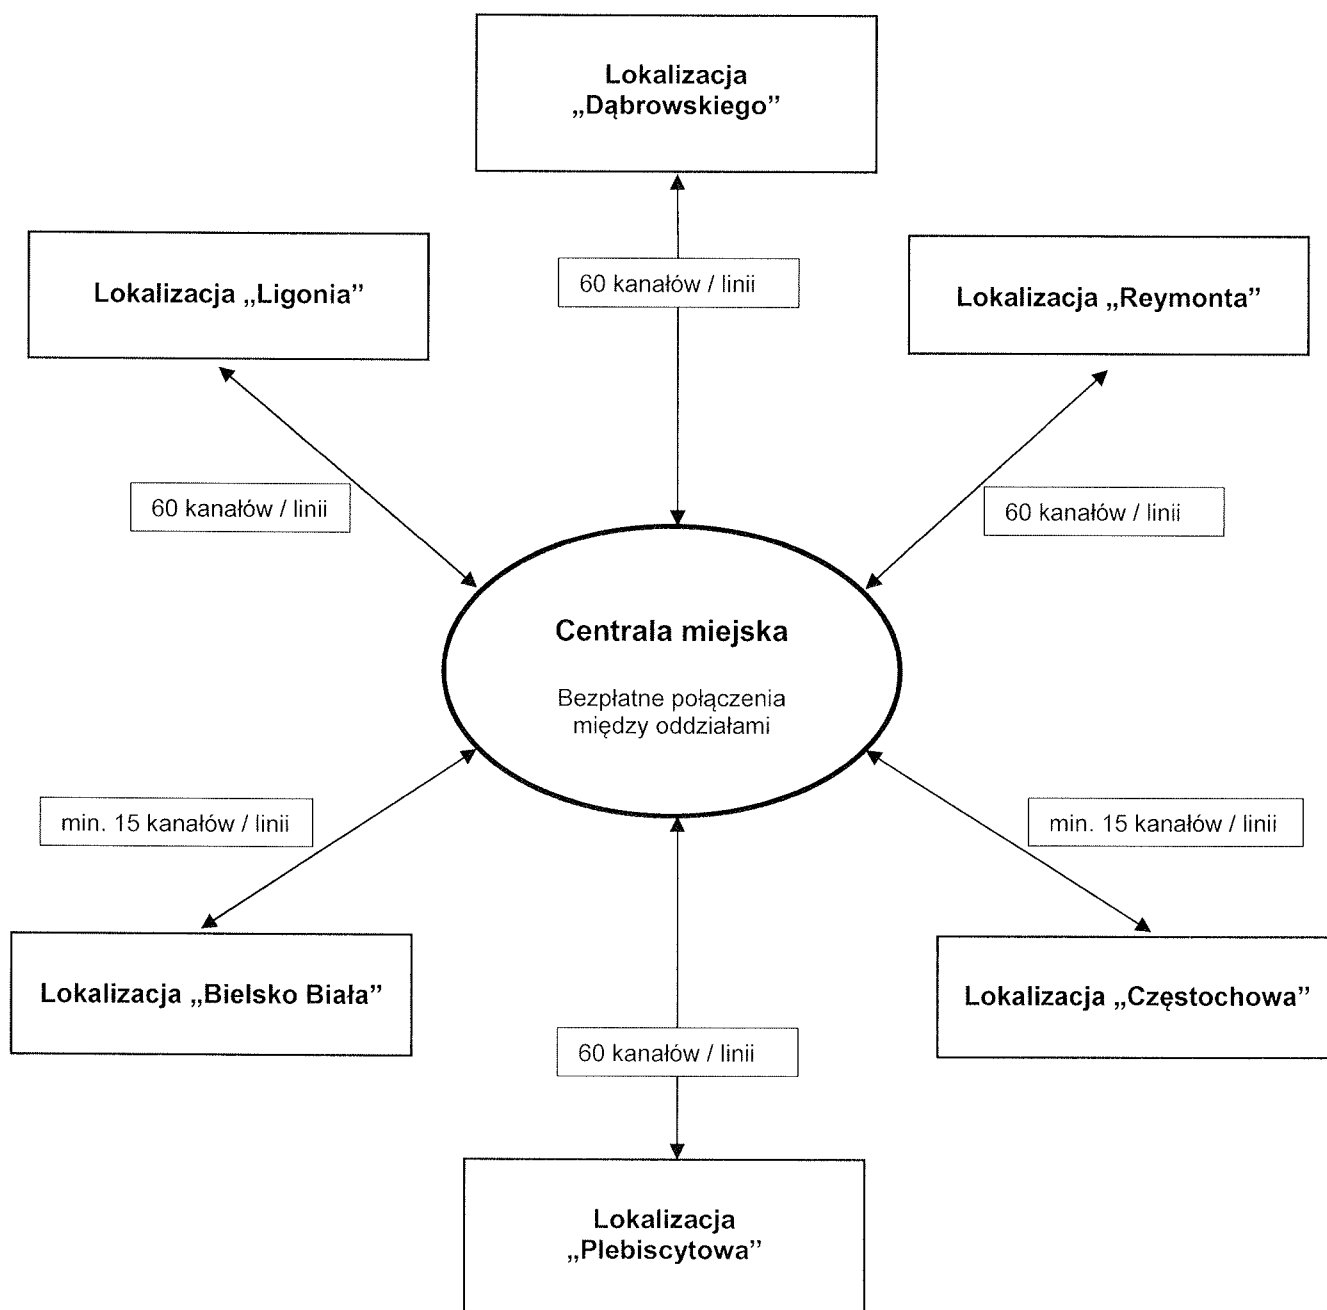 Lokalizacja
„Dąbrowskiego”
Lokalizacja „Ligonia”
60 kanałów / linii
Lokalizacja „Reymonta”
60 kanałów / linii
60 kanałów / linii
Centrala miejska
Bezpłatne połączenia
między oddziałami
min. 15 kanałów / linii
min. 15 kanałów / linii
Lokalizacja „Bielsko Biała”
Lokalizacja „Częstochowa”
60 kanałów / linii
Lokalizacja
„Plebiscytowa”